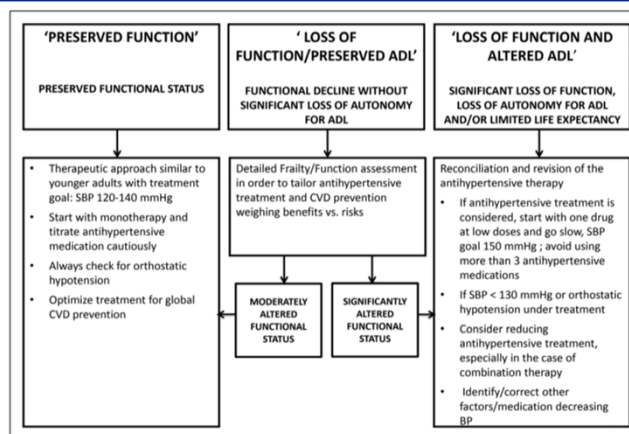 ‘PRESERVED FUNCTION’
PRESERVED FUNCTIONAL STATUS
‘ LOSS OF
FUNCTION/PRESERVED ADL’
FUNCTIONAL DECLINE WITHOUT
SIGNIFICANT LOSS OF AUTONOMY
FOR ADL
‘LOSS OF FUNCTION AND
ALTERED ADL’
SIGNIFICANT LOSS OF FUNCTION,
LOSS OF AUTONOMY FOR ADL
AND/OR LIMITED LIFE EXPECTANCY
• Therapeutic approach similar to
younger adults with treatment
goal: SBP 120-140 mmHg
• Start with monotherapy and
titrate antihypertensive
medication cautiously
• Always check for orthostatic
hypotension
• Optimize treatment for global
CVD prevention
Detailed Frailty/Function assessment
in order to tailor antihypertensive
treatment and CVD prevention
weighing benefits vs. risks
MODERATELY
ALTERED
FUNCTIONAL
STATUS
SIGNIFICANTLY
ALTERED
FUNCTIONAL
STATUS
Reconciliation and revision of the
antihypertensive therapy
• If antihypertensive treatment is
considered, start with one drug
at low doses and go slow, SBP
goal 150 mmHg ; avoid using
more than 3 antihypertensive
medications
• If SBP < 130 mmHg or orthostatic
hypotension under treatment
• Consider reducing
antihypertensive treatment,
especially in the case of
combination therapy
• Identify/correct other
factors/medication decreasing
BP